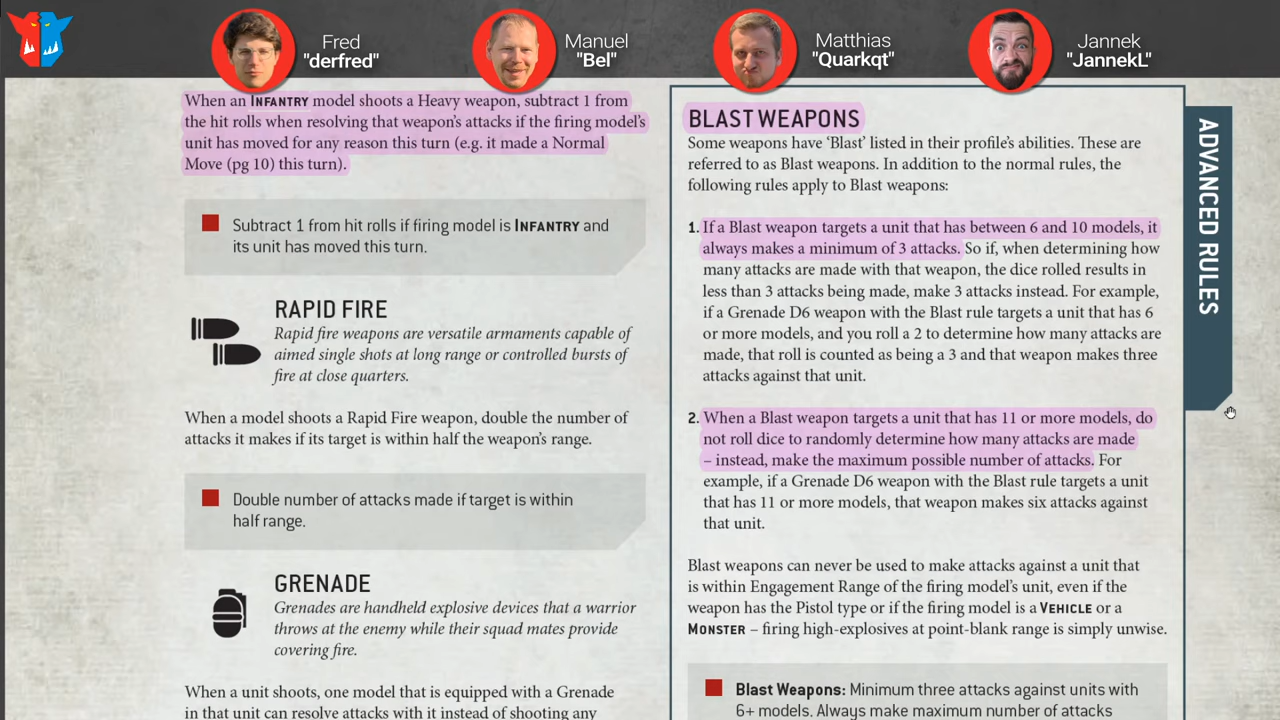 Fred
"derfred"
Manuel
"Bel"
Matthias
"Quarkqt"
Jannek
"JannekL"
When an INFANTRY model shoots a Heavy weapon, subtract 1 from
the hit rolls when resolving that weapon's attacks if the firing model's
unit has moved for any reason this turn (e.g. it made a Normal
Move (pg 10) this turn).
Subtract 1 from hit rolls if firing model is INFANTRY and
its unit has moved this turn.
RAPID FIRE
Rapid fire weapons are versatile armaments capable of
aimed single shots at long range or controlled bursts of
fire at close quarters.
When a model shoots a Rapid Fire weapon, double the number of
attacks it makes if its target is within half the weapon's range.
Double number of attacks made if target is within
half range.
GRENADE
Grenades are handheld explosive devices that a warrior
throws at the enemy while their squad mates provide
covering fire.
When a unit shoots, one model that is equipped with a Grenade
in that unit can resolve attacks with it instead of shooting any
BLAST WEAPONS
Some weapons have 'Blast' listed in their profile's abilities. These are
referred to as Blast weapons. In addition to the normal rules, the
following rules apply to Blast weapons:
1. If a Blast weapon targets a unit that has between 6 and 10 models, it
always makes a minimum of 3 attacks. So if, when determining how
many attacks are made with that weapon, the dice rolled results in
less than 3 attacks being made, make 3 attacks instead. For example,
if a Grenade D6 weapon with the Blast rule targets a unit that has 6
or more models, and you roll a 2 to determine how many attacks are
made, that roll is counted as being a 3 and that weapon makes three
attacks against that unit.
2. When a Blast weapon targets a unit that has 11 or more models, do
not roll dice to randomly determine how many attacks are made
– instead, make the maximum possible number of attacks. For
example, if a Grenade D6 weapon with the Blast rule targets a unit
that has 11 or more models, that weapon makes six attacks against
that unit.
Blast weapons can never be used to make attacks against a unit that
is within Engagement Range of the firing model's unit, even if the
weapon has the Pistol type or if the firing model is a VEHICLE or a
MONSTER – firing high-explosives at point-blank range is simply unwise.
Blast Weapons: Minimum three attacks against units with
6+ models. Always make maximum number of attacks
ADVANCED RULES